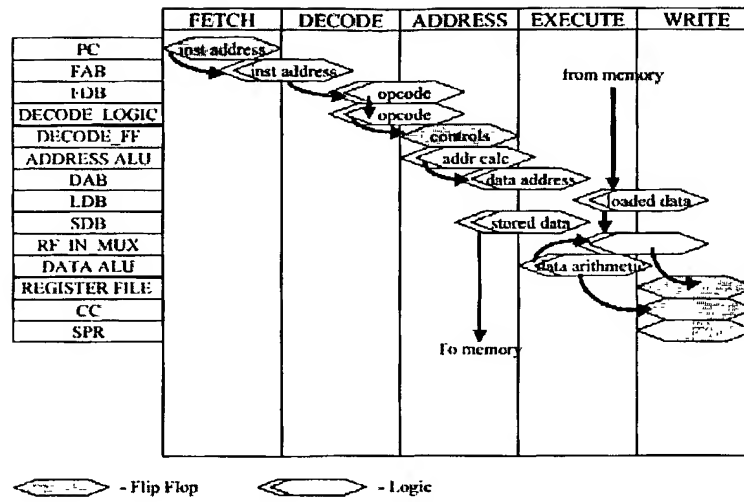 FETCH DECODE ADDRESS EXECUTE WRITE
PC inst address
FAB inst address from memory
FDB opcode
DECODE_LOGIC opcode
DECODE_FF controls
ADDRESS ALU addr calc
DAB data address
LDB loaded data
SDB stored data
RF_IN_MUX
DATA ALU data arithmetic
REGISTER FILE
CC
SPR
To memory
- Flip Flop - Logic